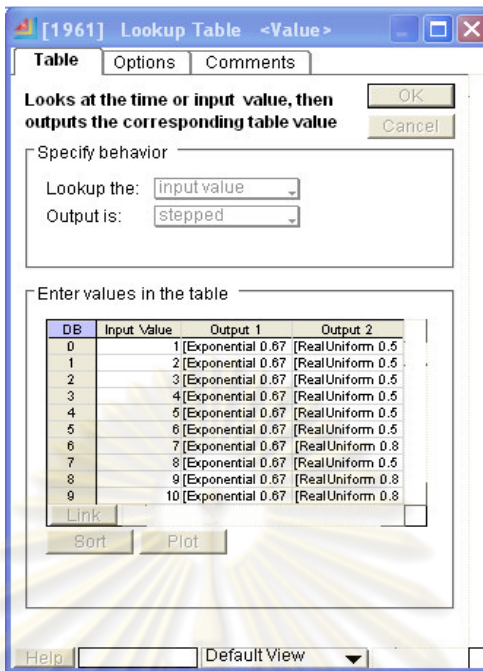 [1961] Lookup Table <Value>
Table Options Comments
Looks at the time or input value, then
outputs the corresponding table value
OK
Cancel
Specify behavior
Lookup the: input value
Output is: stepped
Enter values in the table
DB Input Value Output 1 Output 2
0 1 [Exponential 0.67 [RealUniform 0.5
1 2 [Exponential 0.67 [RealUniform 0.5
2 3 [Exponential 0.67 [RealUniform 0.5
3 4 [Exponential 0.67 [RealUniform 0.5
4 5 [Exponential 0.67 [RealUniform 0.5
5 6 [Exponential 0.67 [RealUniform 0.5
6 7 [Exponential 0.67 [RealUniform 0.8
7 8 [Exponential 0.67 [RealUniform 0.5
8 9 [Exponential 0.67 [RealUniform 0.8
9 10 [Exponential 0.67 [RealUniform 0.8
Link
Sort Plot
Help Default View